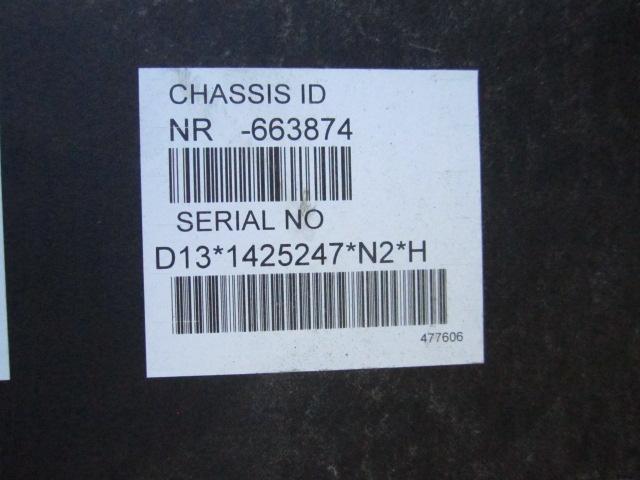 CHASSIS ID
NR -663874
SERIAL NO
D13*1425247*N2*H
477606